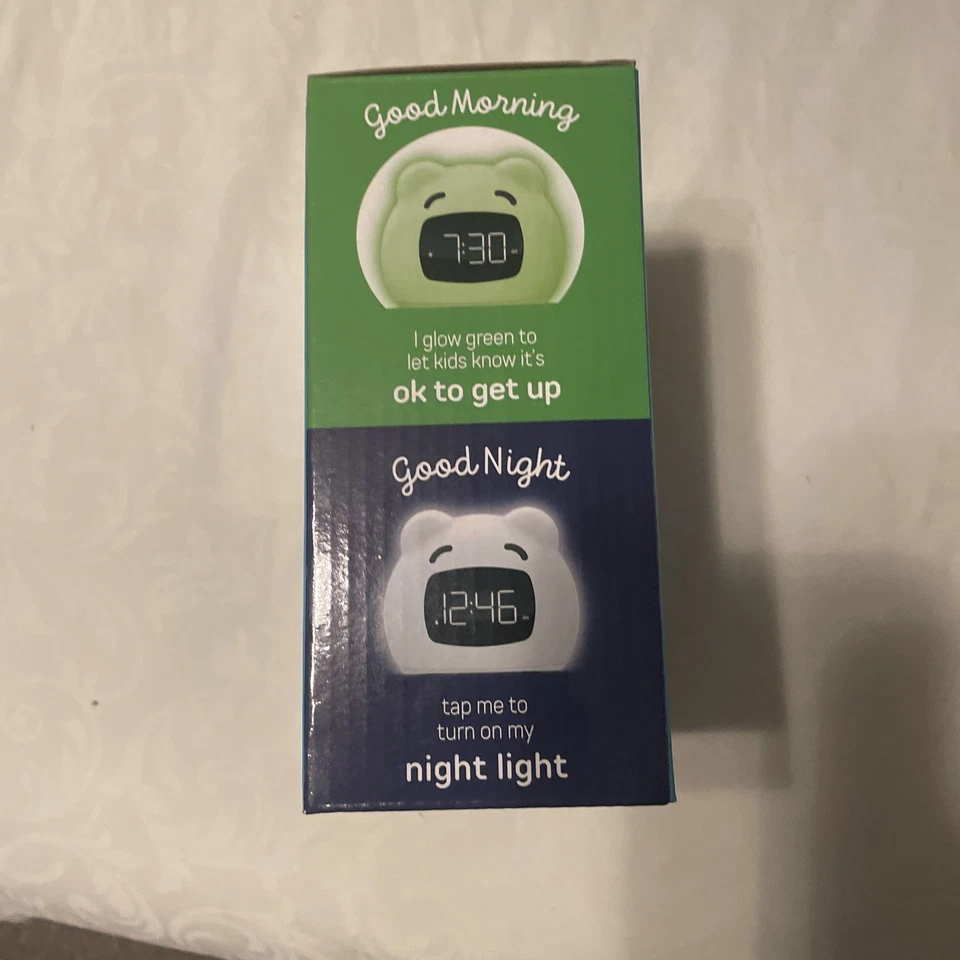 Good Morning
7:30
I glow green to
let kids know it's
ok to get up
Good Night
12:46
tap me to
turn on my
night light